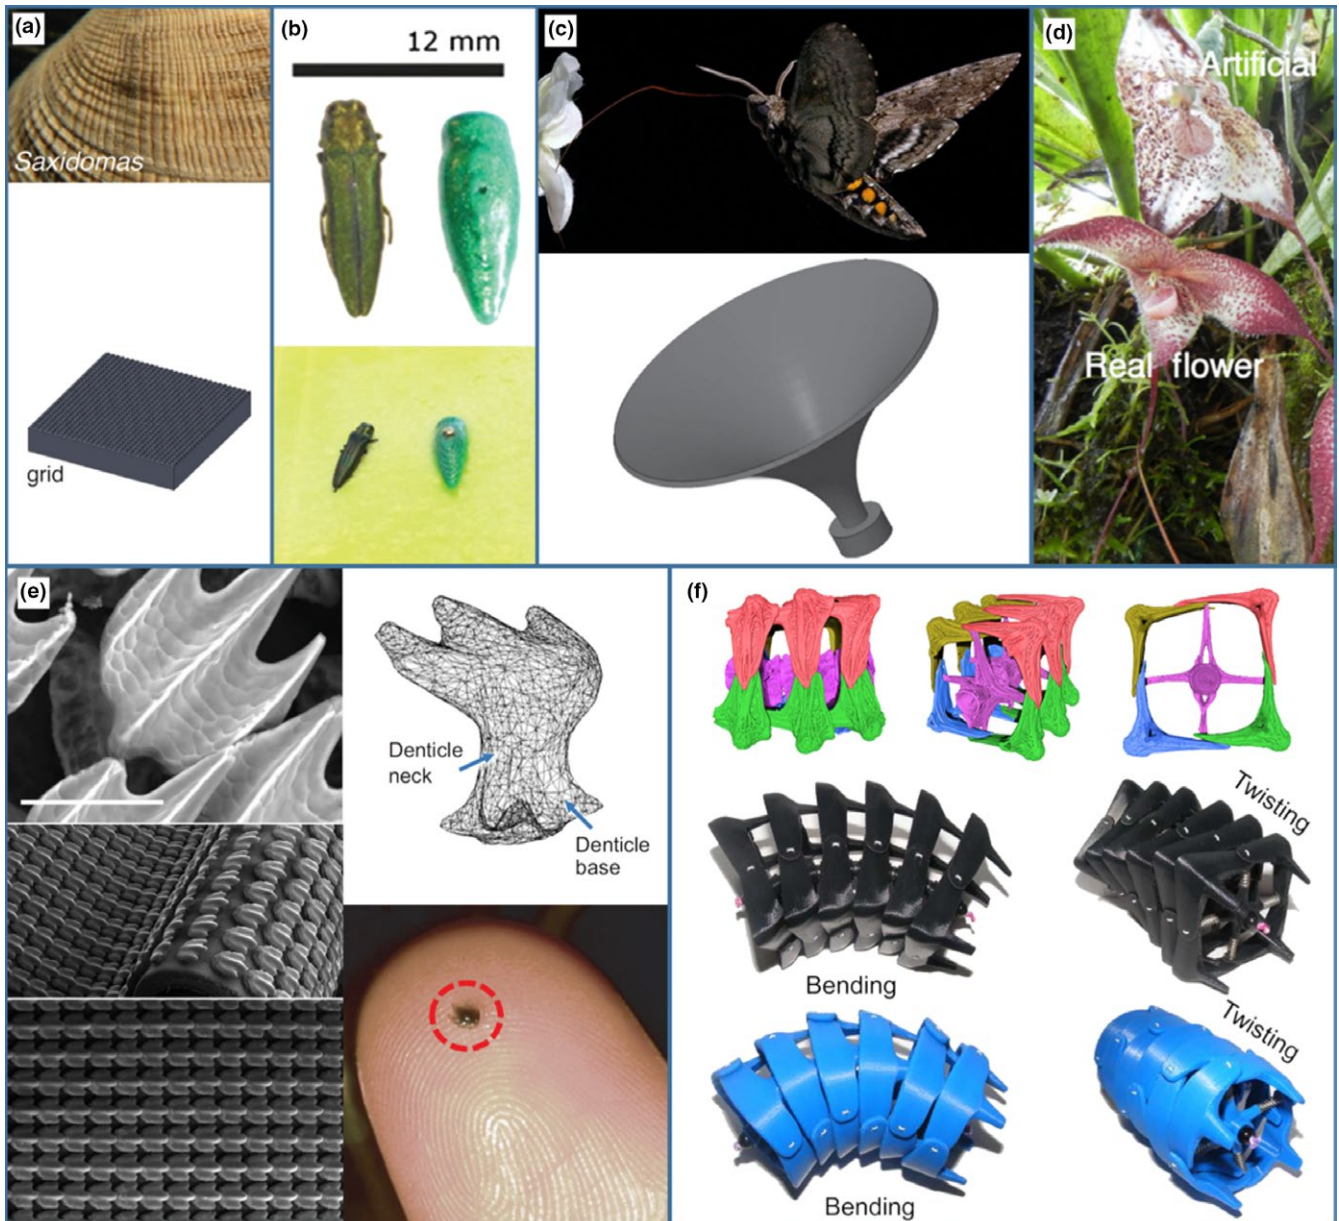 (a)
Saxidomas
grid
(b)
12 mm
(c)
(d)
Artificial
Real flower
(e)
Denticle
neck
Denticle
base
(f)
Twisting
Bending
Twisting
Bending